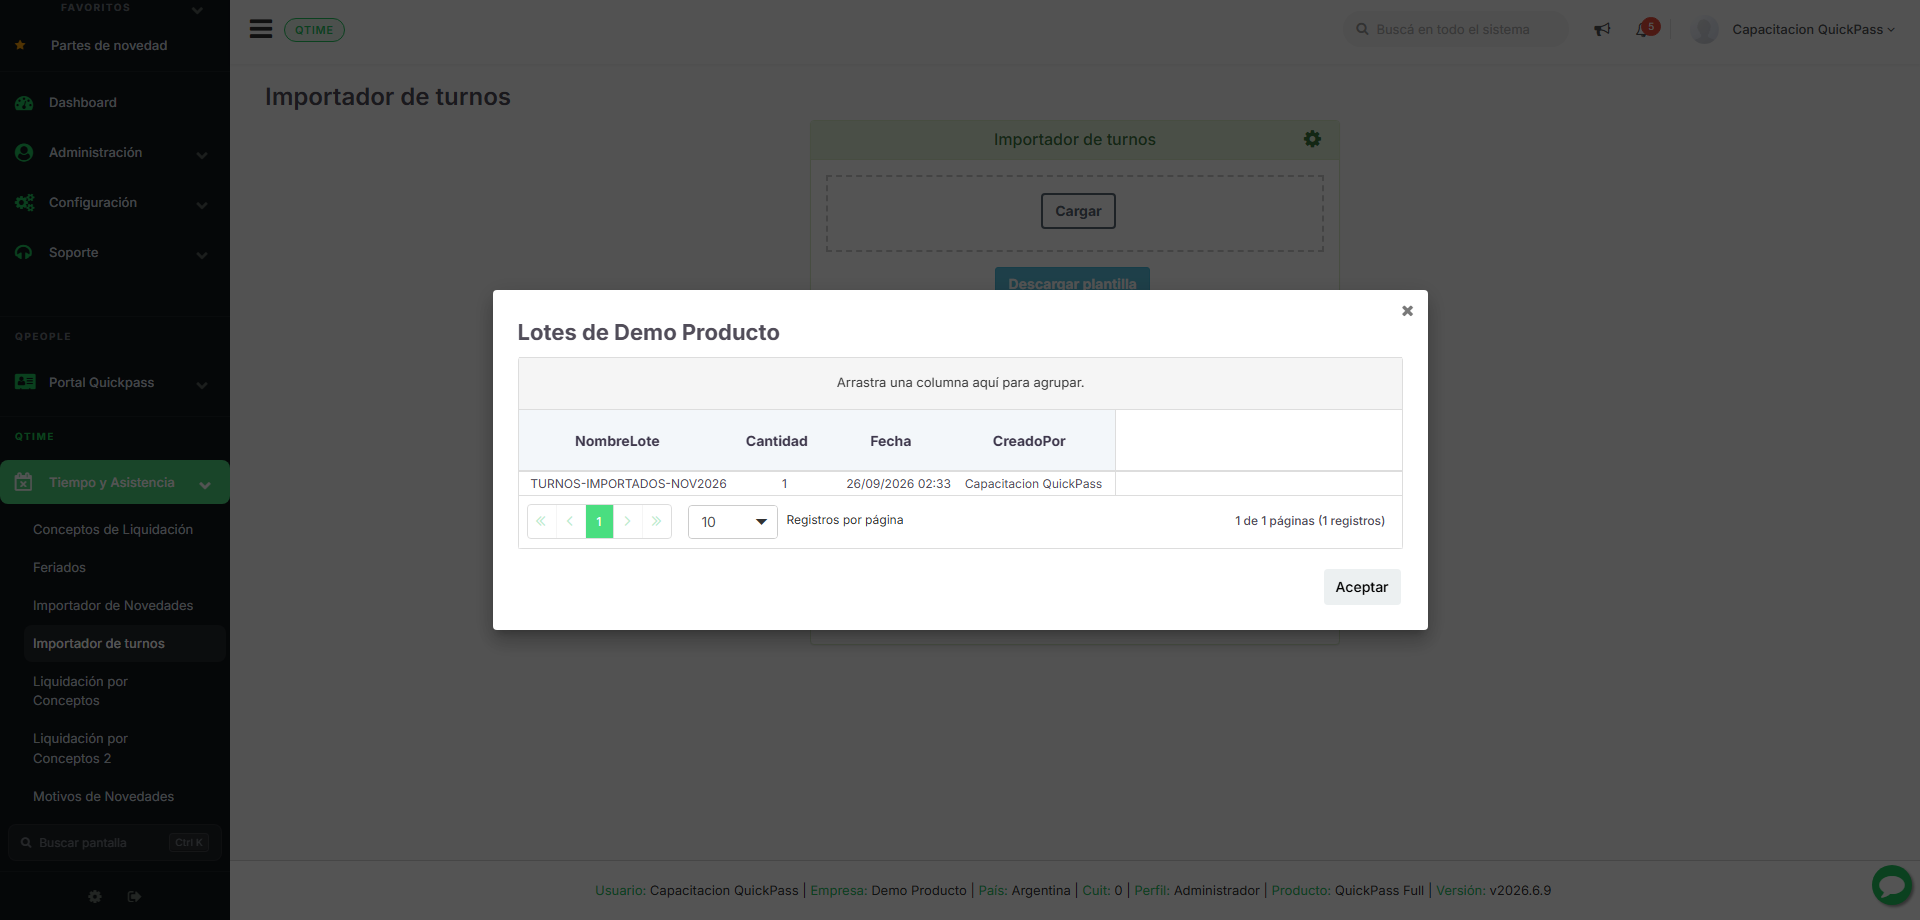 FAVORITOS
Partes de novedad
Dashboard
Administración
Configuración
Soporte
QPEOPLE
Portal Quickpass
QTIME
Tiempo y Asistencia
Conceptos de Liquidación
Feriados
Importador de Novedades
Importador de turnos
Liquidación por
Conceptos
Liquidación por
Conceptos 2
Motivos de Novedades
Buscar pantalla
Ctrl K
QTIME
Buscá en todo el sistema
5
Capacitacion QuickPass
Importador de turnos
Importador de turnos
Cargar
Descargar plantilla
Lotes de Demo Producto
Arrastra una columna aquí para agrupar.
NombreLote Cantidad Fecha CreadoPor
TURNOS-IMPORTADOS-NOV2026 1 26/09/2026 02:33 Capacitacion QuickPass
1 10 Registros por página 1 de 1 páginas (1 registros)
Aceptar
Usuario: Capacitacion QuickPass | Empresa: Demo Producto | Pais: Argentina | Cuit: 0 | Perfil: Administrador | Producto: QuickPass Full | Versión: v2026.6.9